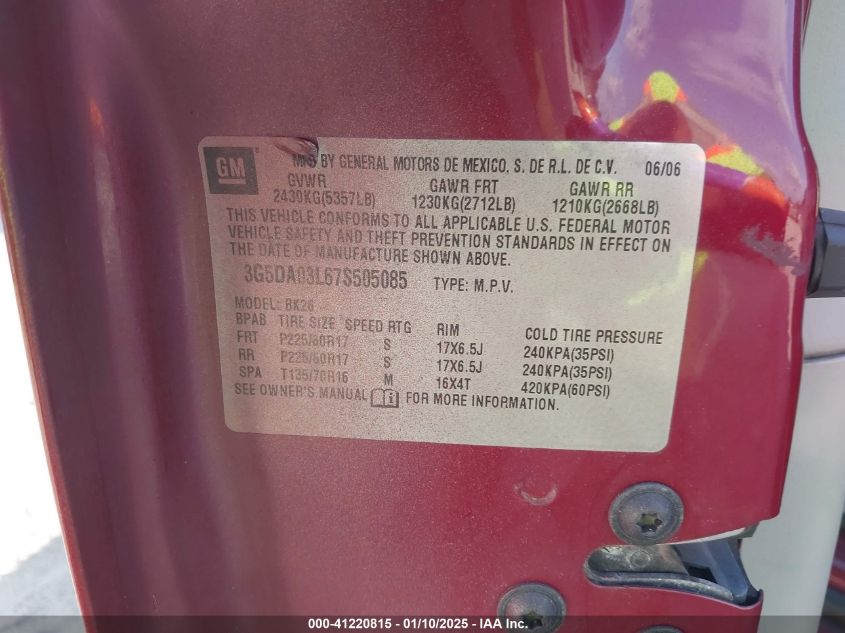 GM
MFD BY GENERAL MOTORS DE MEXICO, S. DE R.L. DE C.V. 06/06
GVWR GAWR FRT GAWR RR
2430KG(5357LB) 1230KG(2712LB) 1210KG(2668LB)
THIS VEHICLE CONFORMS TO ALL APPLICABLE U.S. FEDERAL MOTOR
VEHICLE SAFETY AND THEFT PREVENTION STANDARDS IN EFFECT ON
THE DATE OF MANUFACTURE SHOWN ABOVE.
3G5DA03L67S505085 TYPE: M.P.V.
MODEL: BK26
BPAB TIRE SIZE SPEED RTG RIM COLD TIRE PRESSURE
FRT P225/60R17 S 17X6.5J 240KPA(35PSI)
RR P225/60R17 S 17X6.5J 240KPA(35PSI)
SPA T135/70R16 M 16X4T 420KPA(60PSI)
SEE OWNER'S MANUAL i FOR MORE INFORMATION.
000-41220815 - 01/10/2025 - IAA Inc.